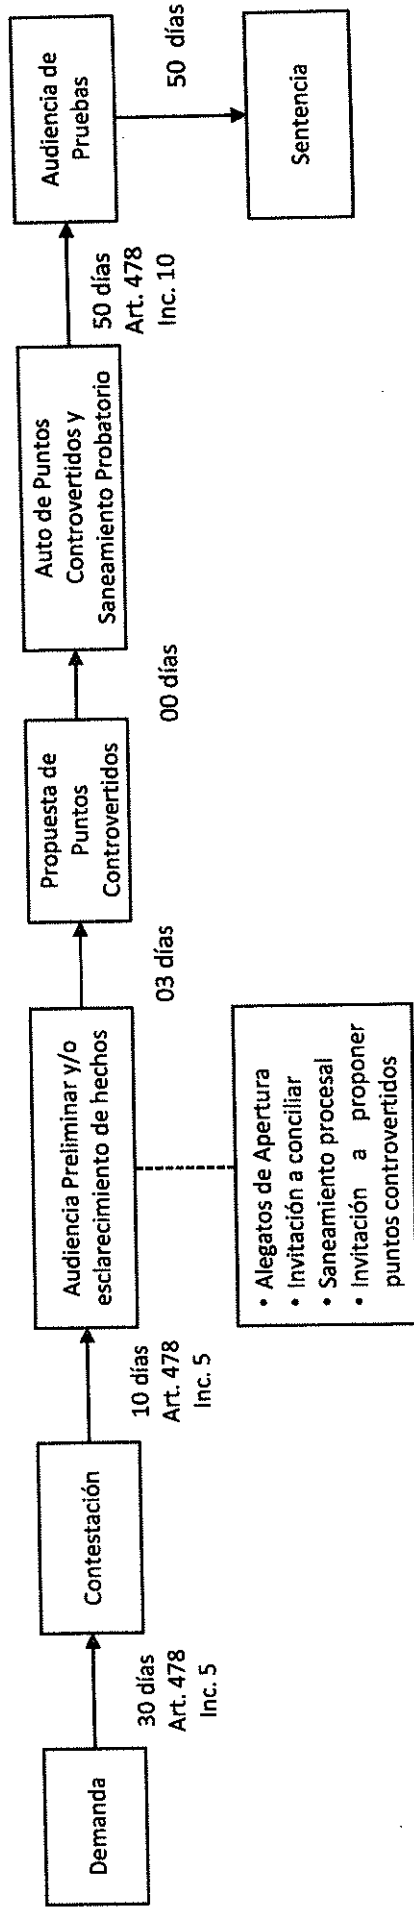 Demanda
30 días
Art. 478
Inc. 5
Contestación
10 días
Art. 478
Inc. 5
Audiencia Preliminar y/o
esclarecimiento de hechos
• Alegatos de Apertura
• Invitación a conciliar
• Saneamiento procesal
• Invitación a proponer
puntos controvertidos
03 días
Propuesta de
Puntos
Controvertidos
00 días
Auto de Puntos
Controvertidos y
Saneamiento Probatorio
50 días
Art. 478
Inc. 10
Audiencia de
Pruebas
50 días
Sentencia